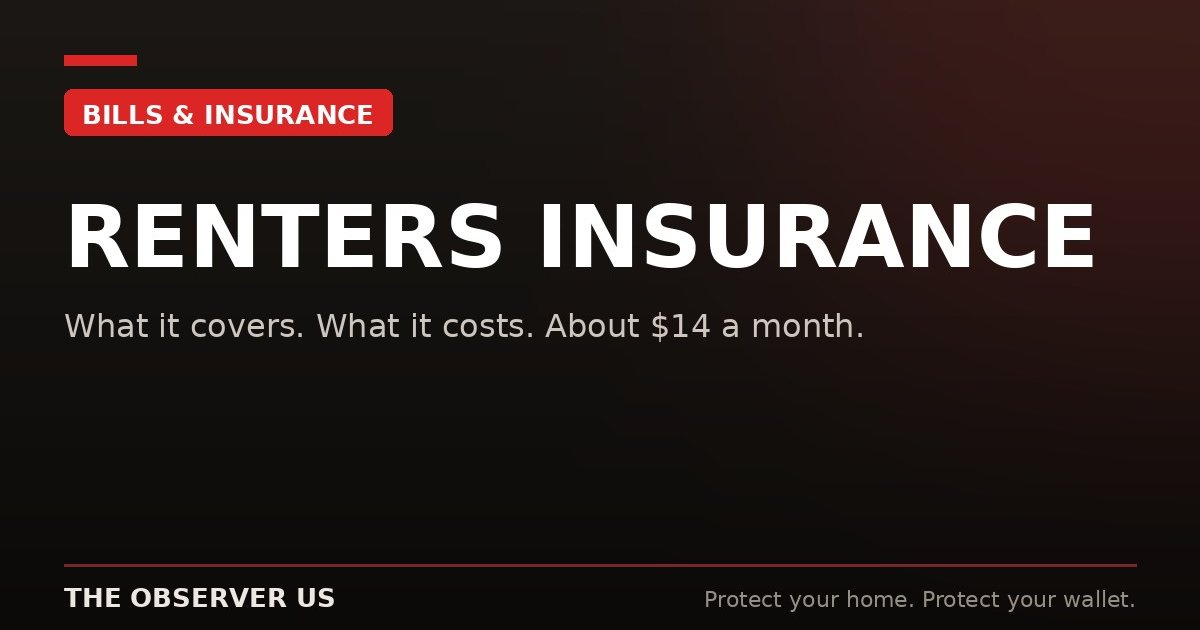 BILLS & INSURANCE
RENTERS INSURANCE
What it covers. What it costs. About $14 a month.
THE OBSERVER US
Protect your home. Protect your wallet.